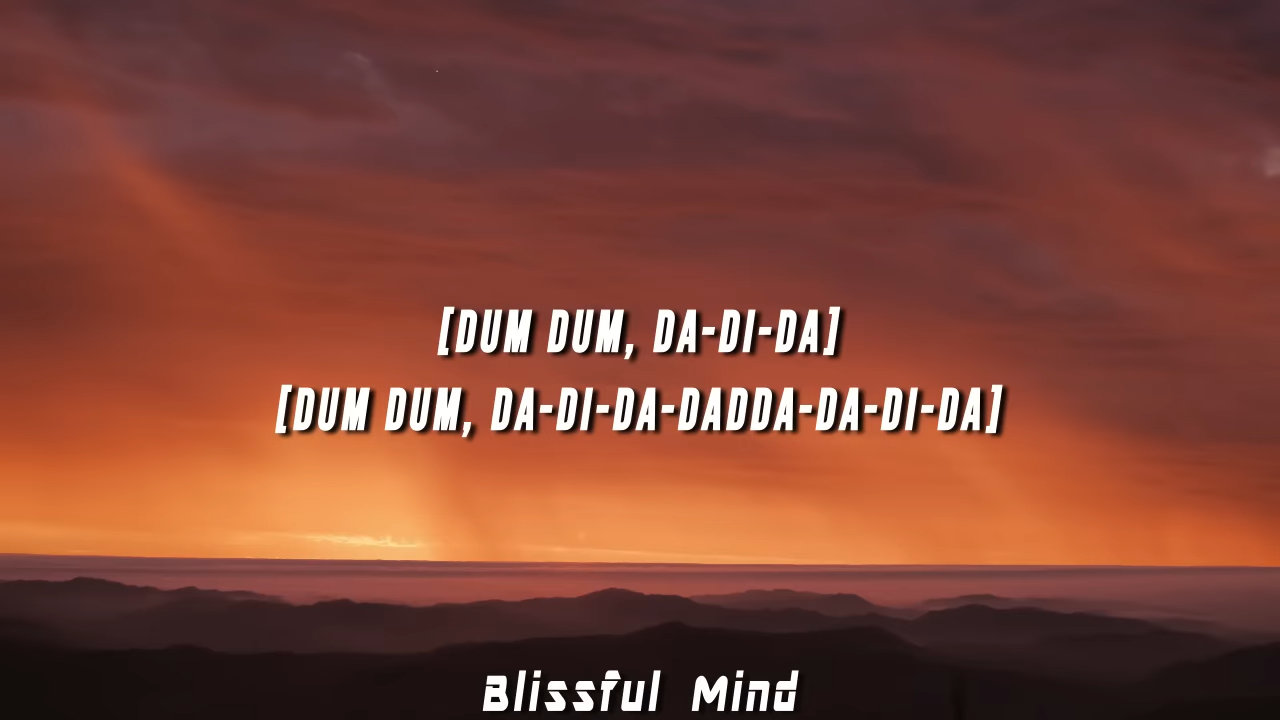 [DUM DUM, DA-DI-DA]
[DUM DUM, DA-DI-DA-DADDA-DA-DI-DA]
Blissful Mind